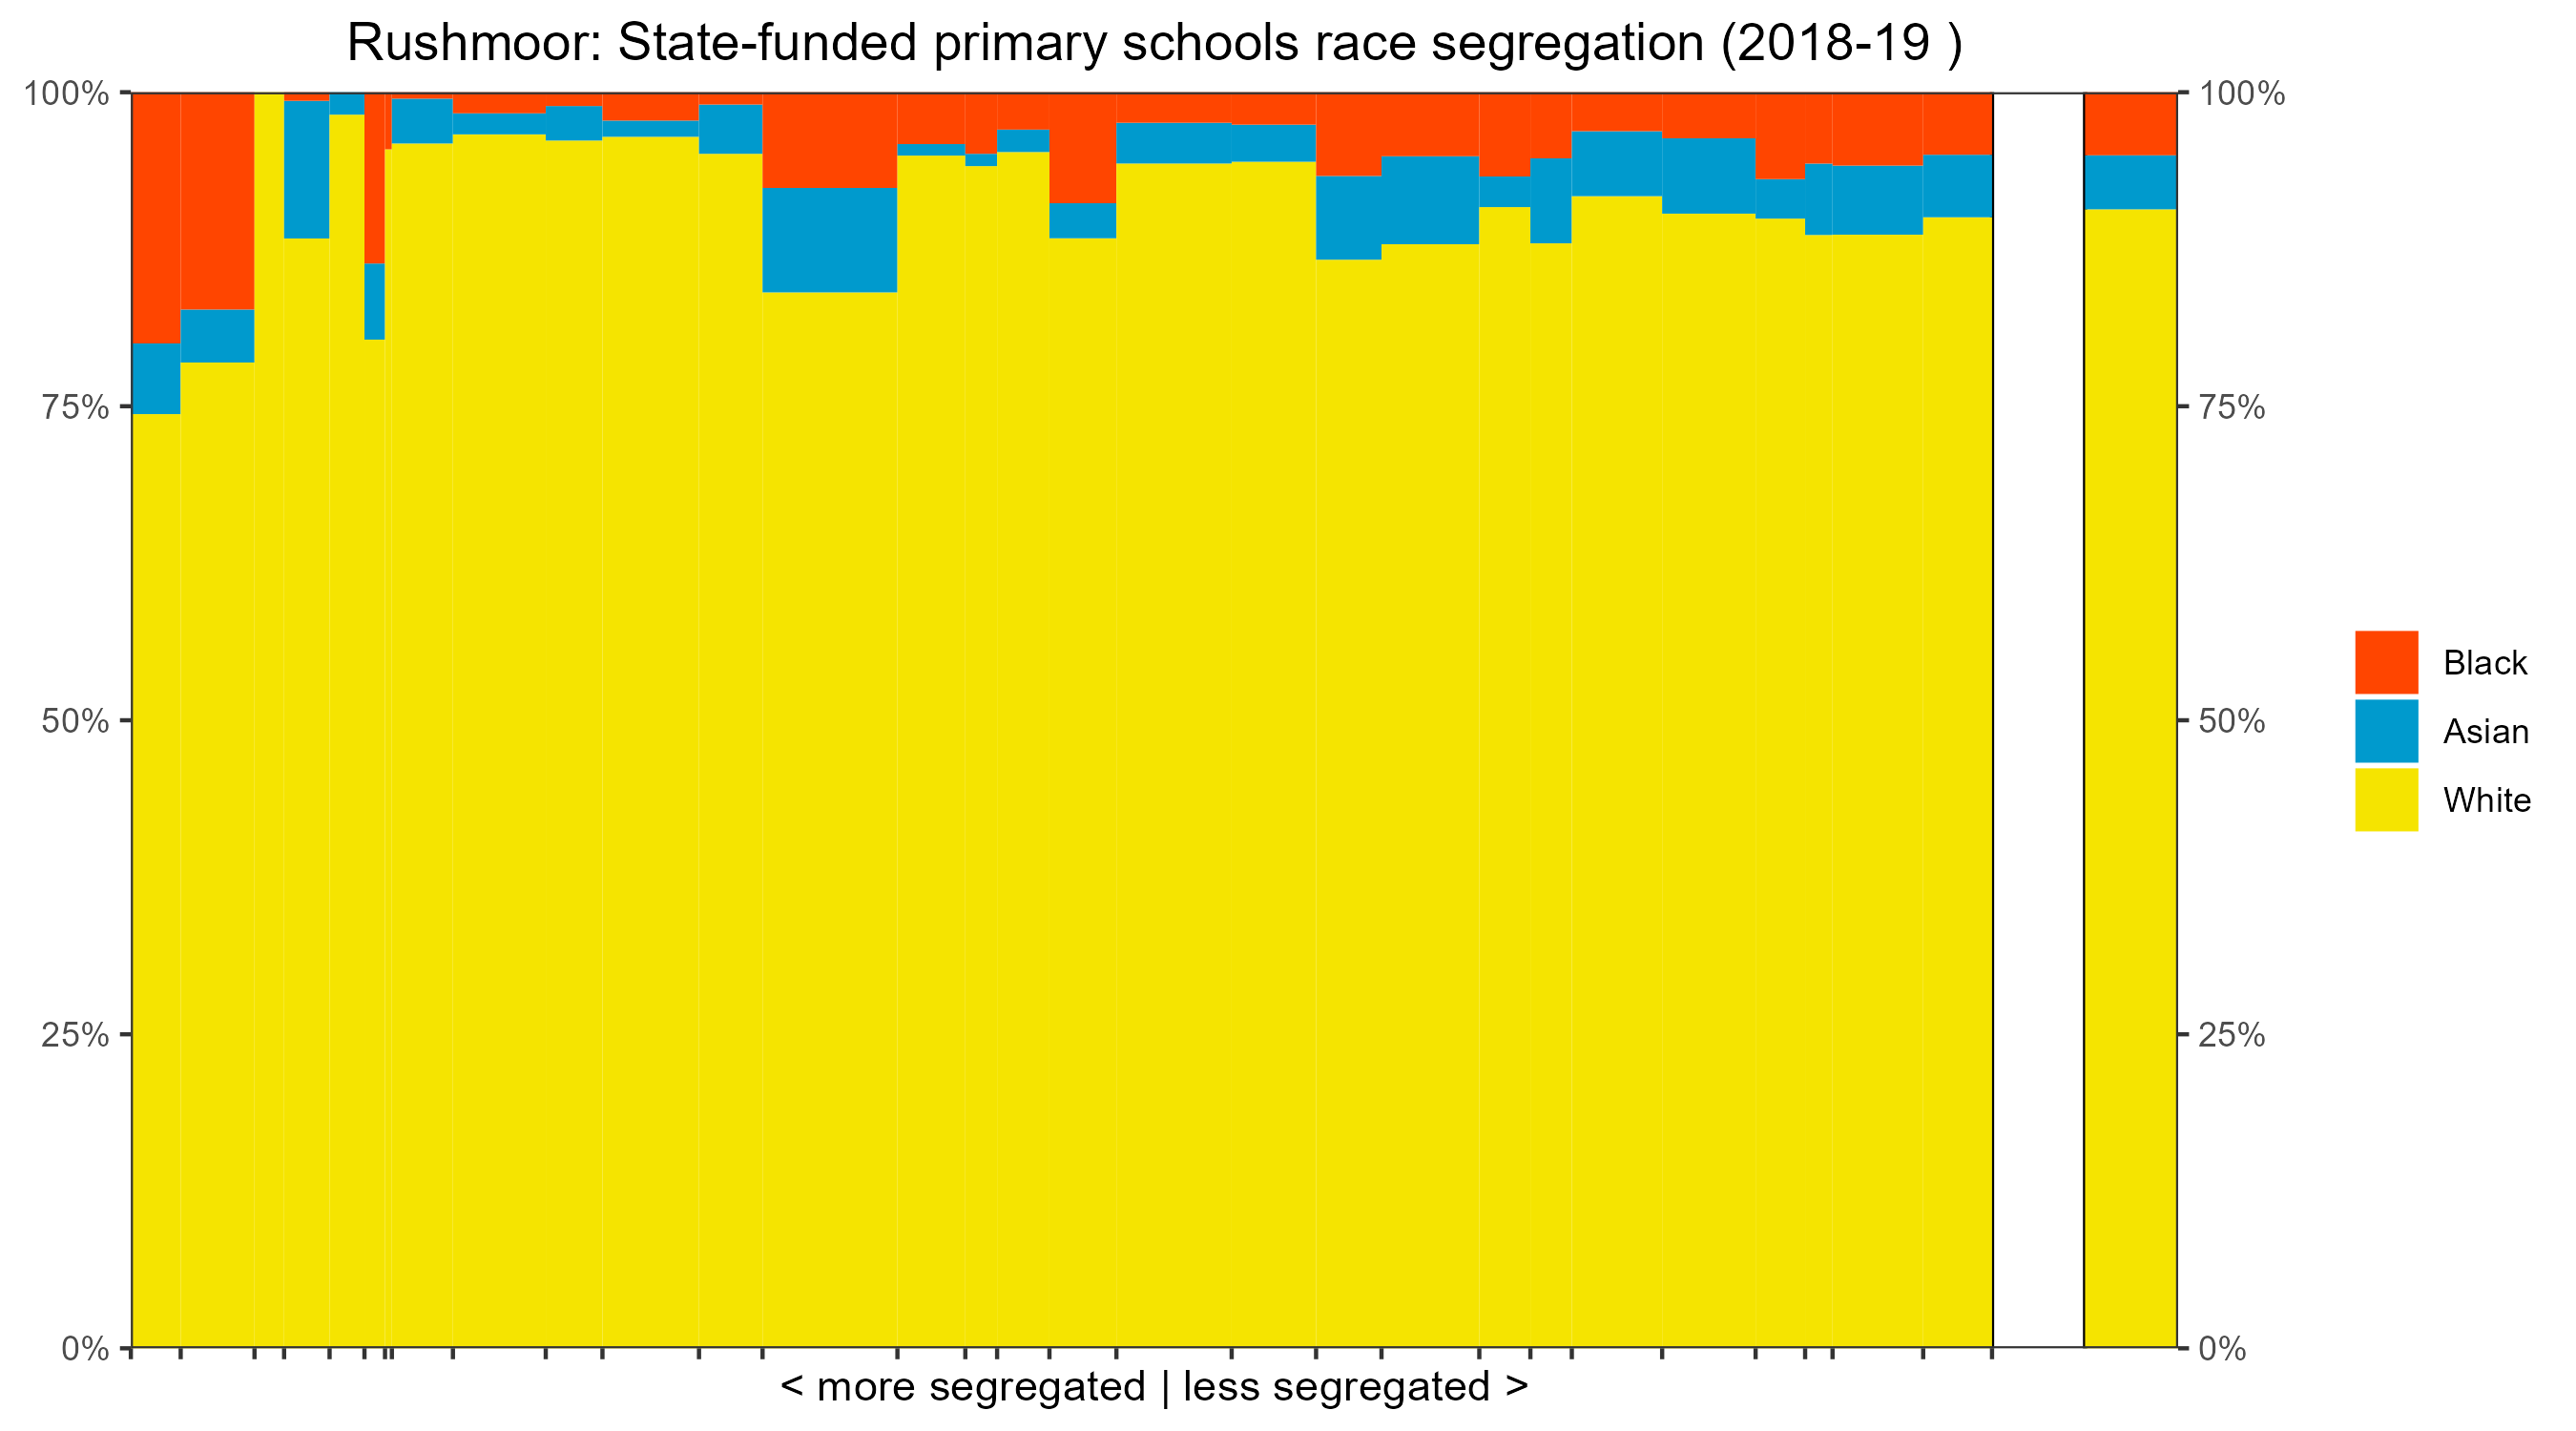 Rushmoor: State-funded primary schools race segregation (2018-19 )
100%
75%
50%
25%
0%
100%
75%
50%
25%
0%
Black
Asian
White
< more segregated | less segregated >